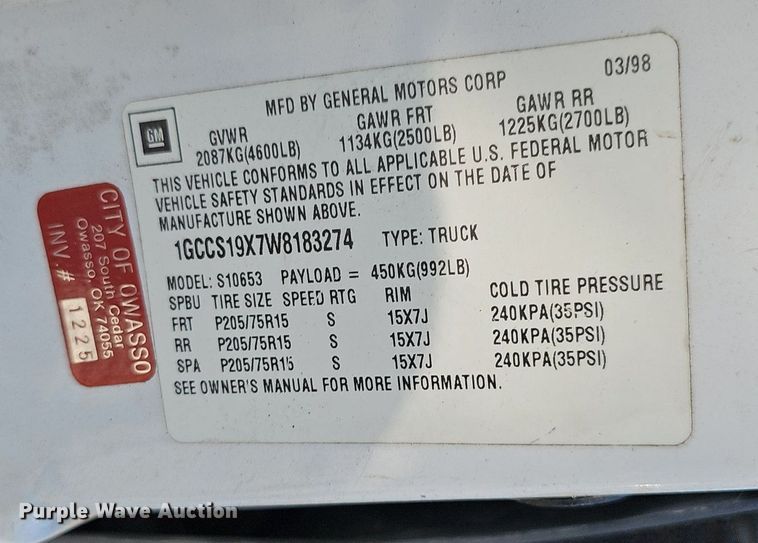 MFD BY GENERAL MOTORS CORP 03/98
GM
GVWR GAWR FRT GAWR RR
2087KG(4600LB) 1134KG(2500LB) 1225KG(2700LB)
THIS VEHICLE CONFORMS TO ALL APPLICABLE U.S. FEDERAL MOTOR
VEHICLE SAFETY STANDARDS IN EFFECT ON THE DATE OF
MANUFACTURE SHOWN ABOVE.
1GCCS19X7W8183274 TYPE: TRUCK
MODEL: S10653 PAYLOAD = 450KG(992LB)
SPBU TIRE SIZE SPEED RTG RIM COLD TIRE PRESSURE
FRT P205/75R15 S 15X7J 240KPA(35PSI)
RR P205/75R15 S 15X7J 240KPA(35PSI)
SPA P205/75R15 S 15X7J 240KPA(35PSI)
SEE OWNER'S MANUAL FOR MORE INFORMATION.
CITY OF OWASSO
207 South Cedar
Owasso, OK 74055
INV. # 1225
Purple Wave Auction